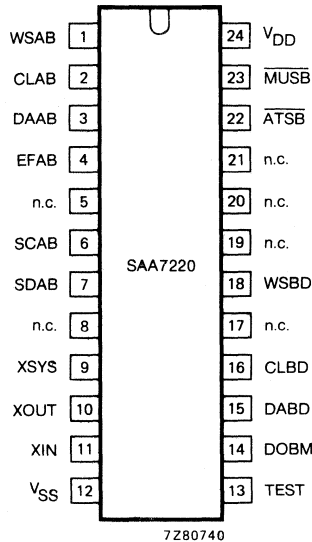 WSAB 1 24 VDD
CLAB 2 23 MUSB
DAAB 3 22 ATSB
EFAB 4 21 n.c.
n.c. 5 20 n.c.
SCAB 6 19 n.c.
SAA7220
SDAB 7 18 WSBD
n.c. 8 17 n.c.
XSYS 9 16 CLBD
XOUT 10 15 DABD
XIN 11 14 DOBM
VSS 12 13 TEST
7Z80740